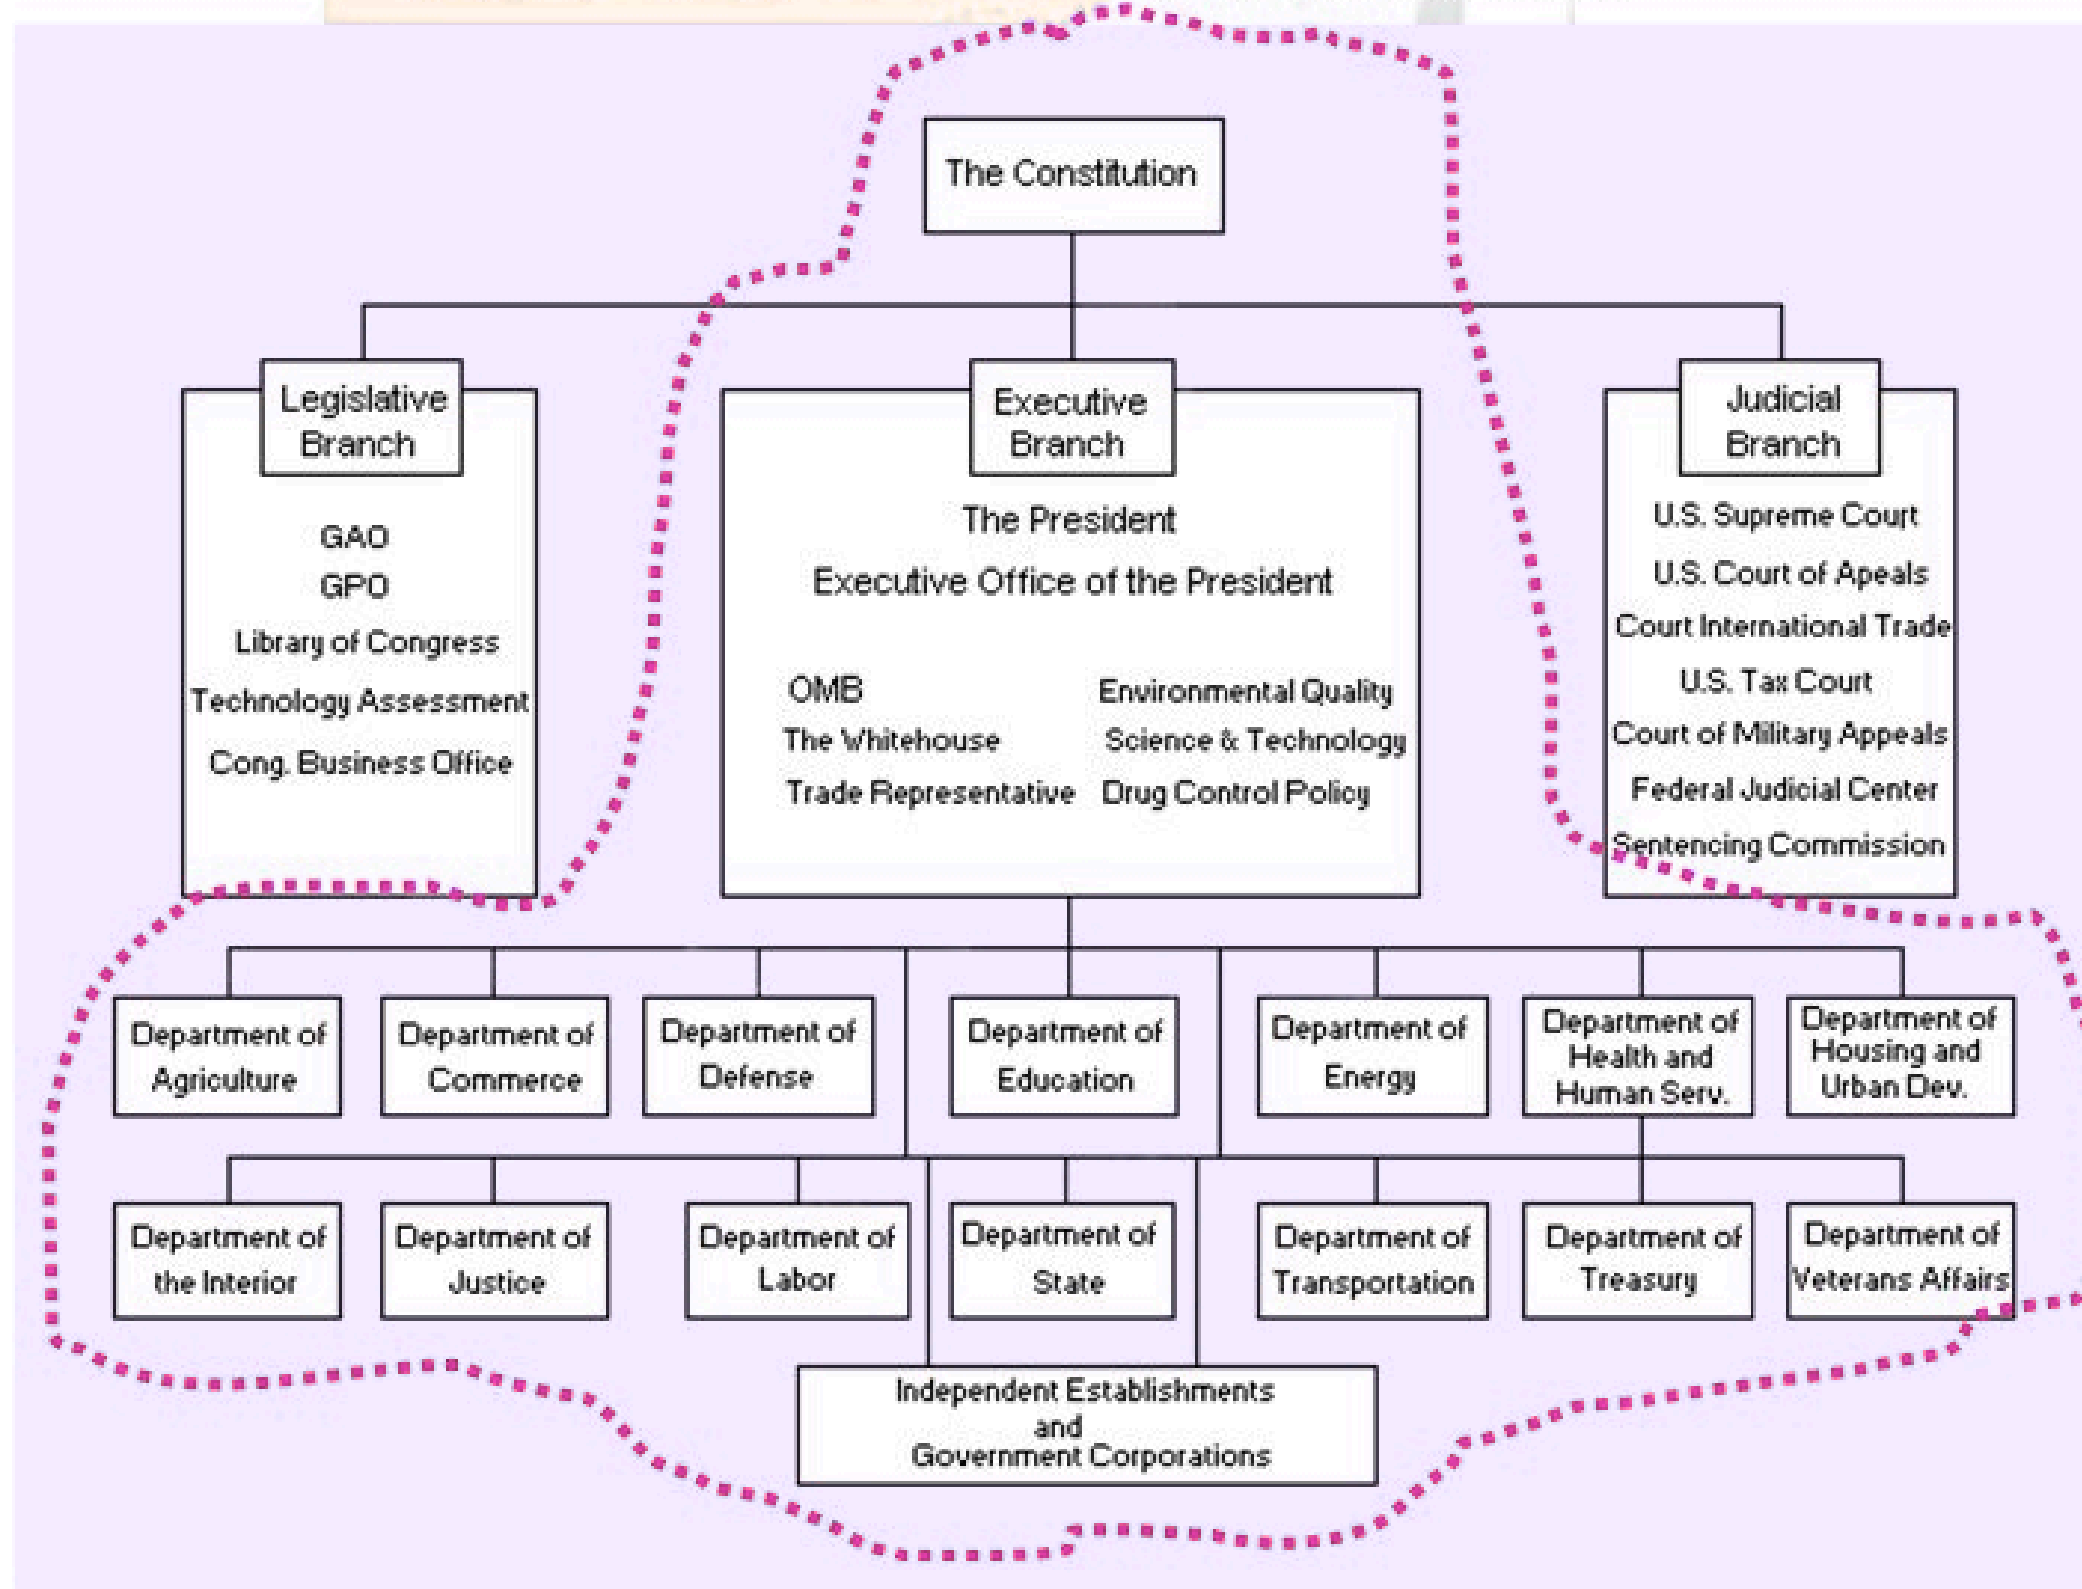 The Constitution
Legislative
Branch
GAO
GPO
Library of Congress
Technology Assessment
Cong. Business Office
Executive
Branch
The President
Executive Office of the President
OMB
The Whitehouse
Trade Representative
Environmental Quality
Science & Technology
Drug Control Policy
Judicial
Branch
U.S. Supreme Court
U.S. Court of Apeals
Court International Trade
U.S. Tax Court
Court of Military Appeals
Federal Judicial Center
Sentencing Commission
Department of
Agriculture
Department of
Commerce
Department of
Defense
Department of
Education
Department of
Energy
Department of
Health and
Human Serv.
Department of
Housing and
Urban Dev.
Department of
the Interior
Department of
Justice
Department of
Labor
Department of
State
Department of
Transportation
Department of
Treasury
Department of
Veterans Affairs
Independent Establishments
and
Government Corporations